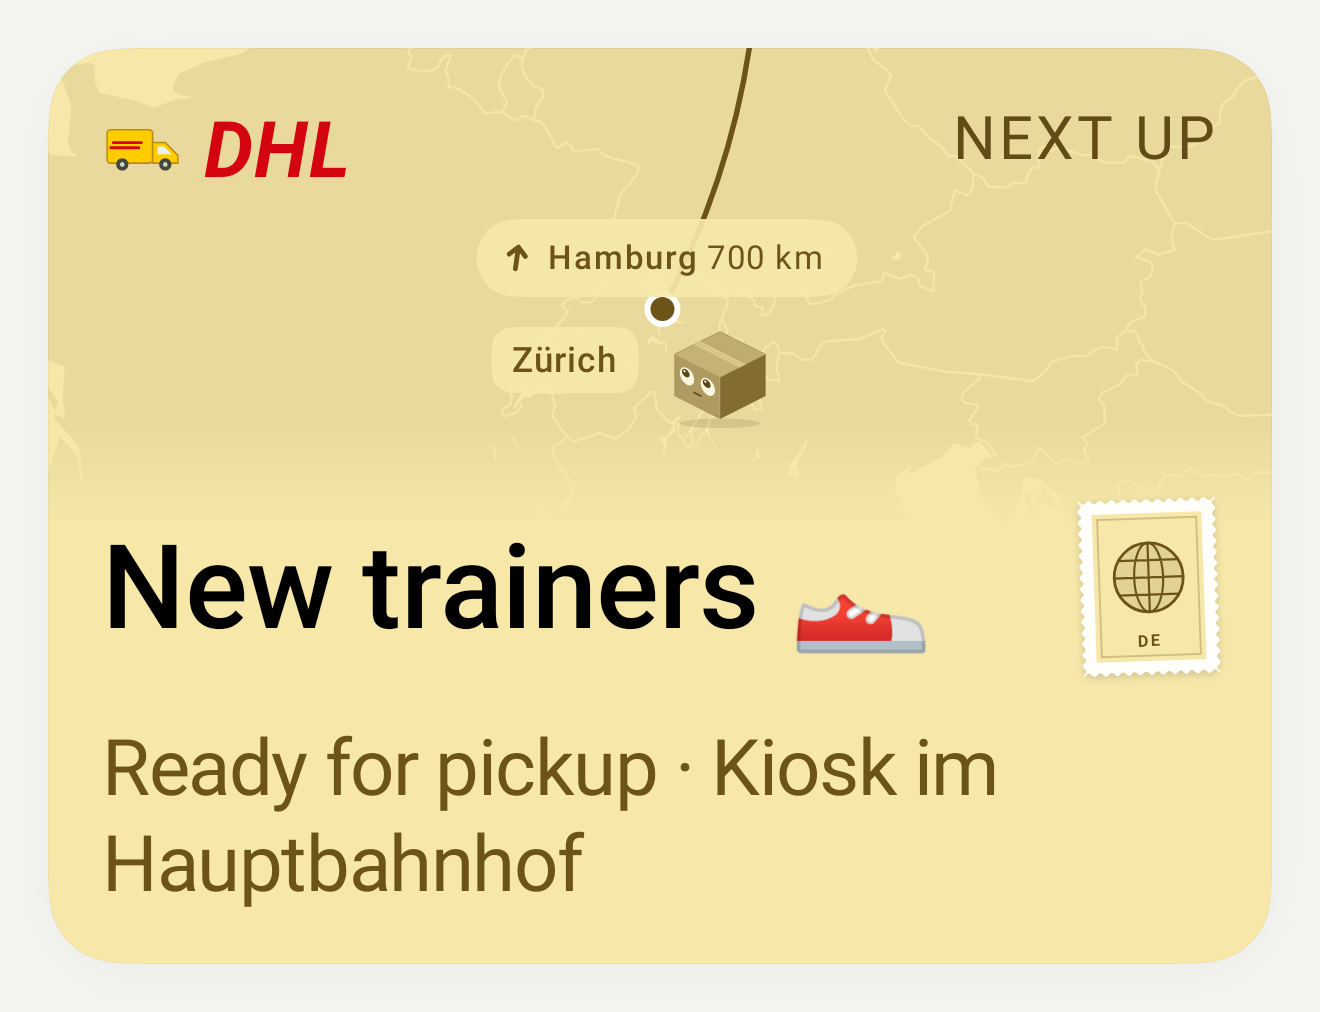 DHL
NEXT UP
↑ Hamburg 700 km
Zürich
New trainers 👟
DE
Ready for pickup · Kiosk im
Hauptbahnhof